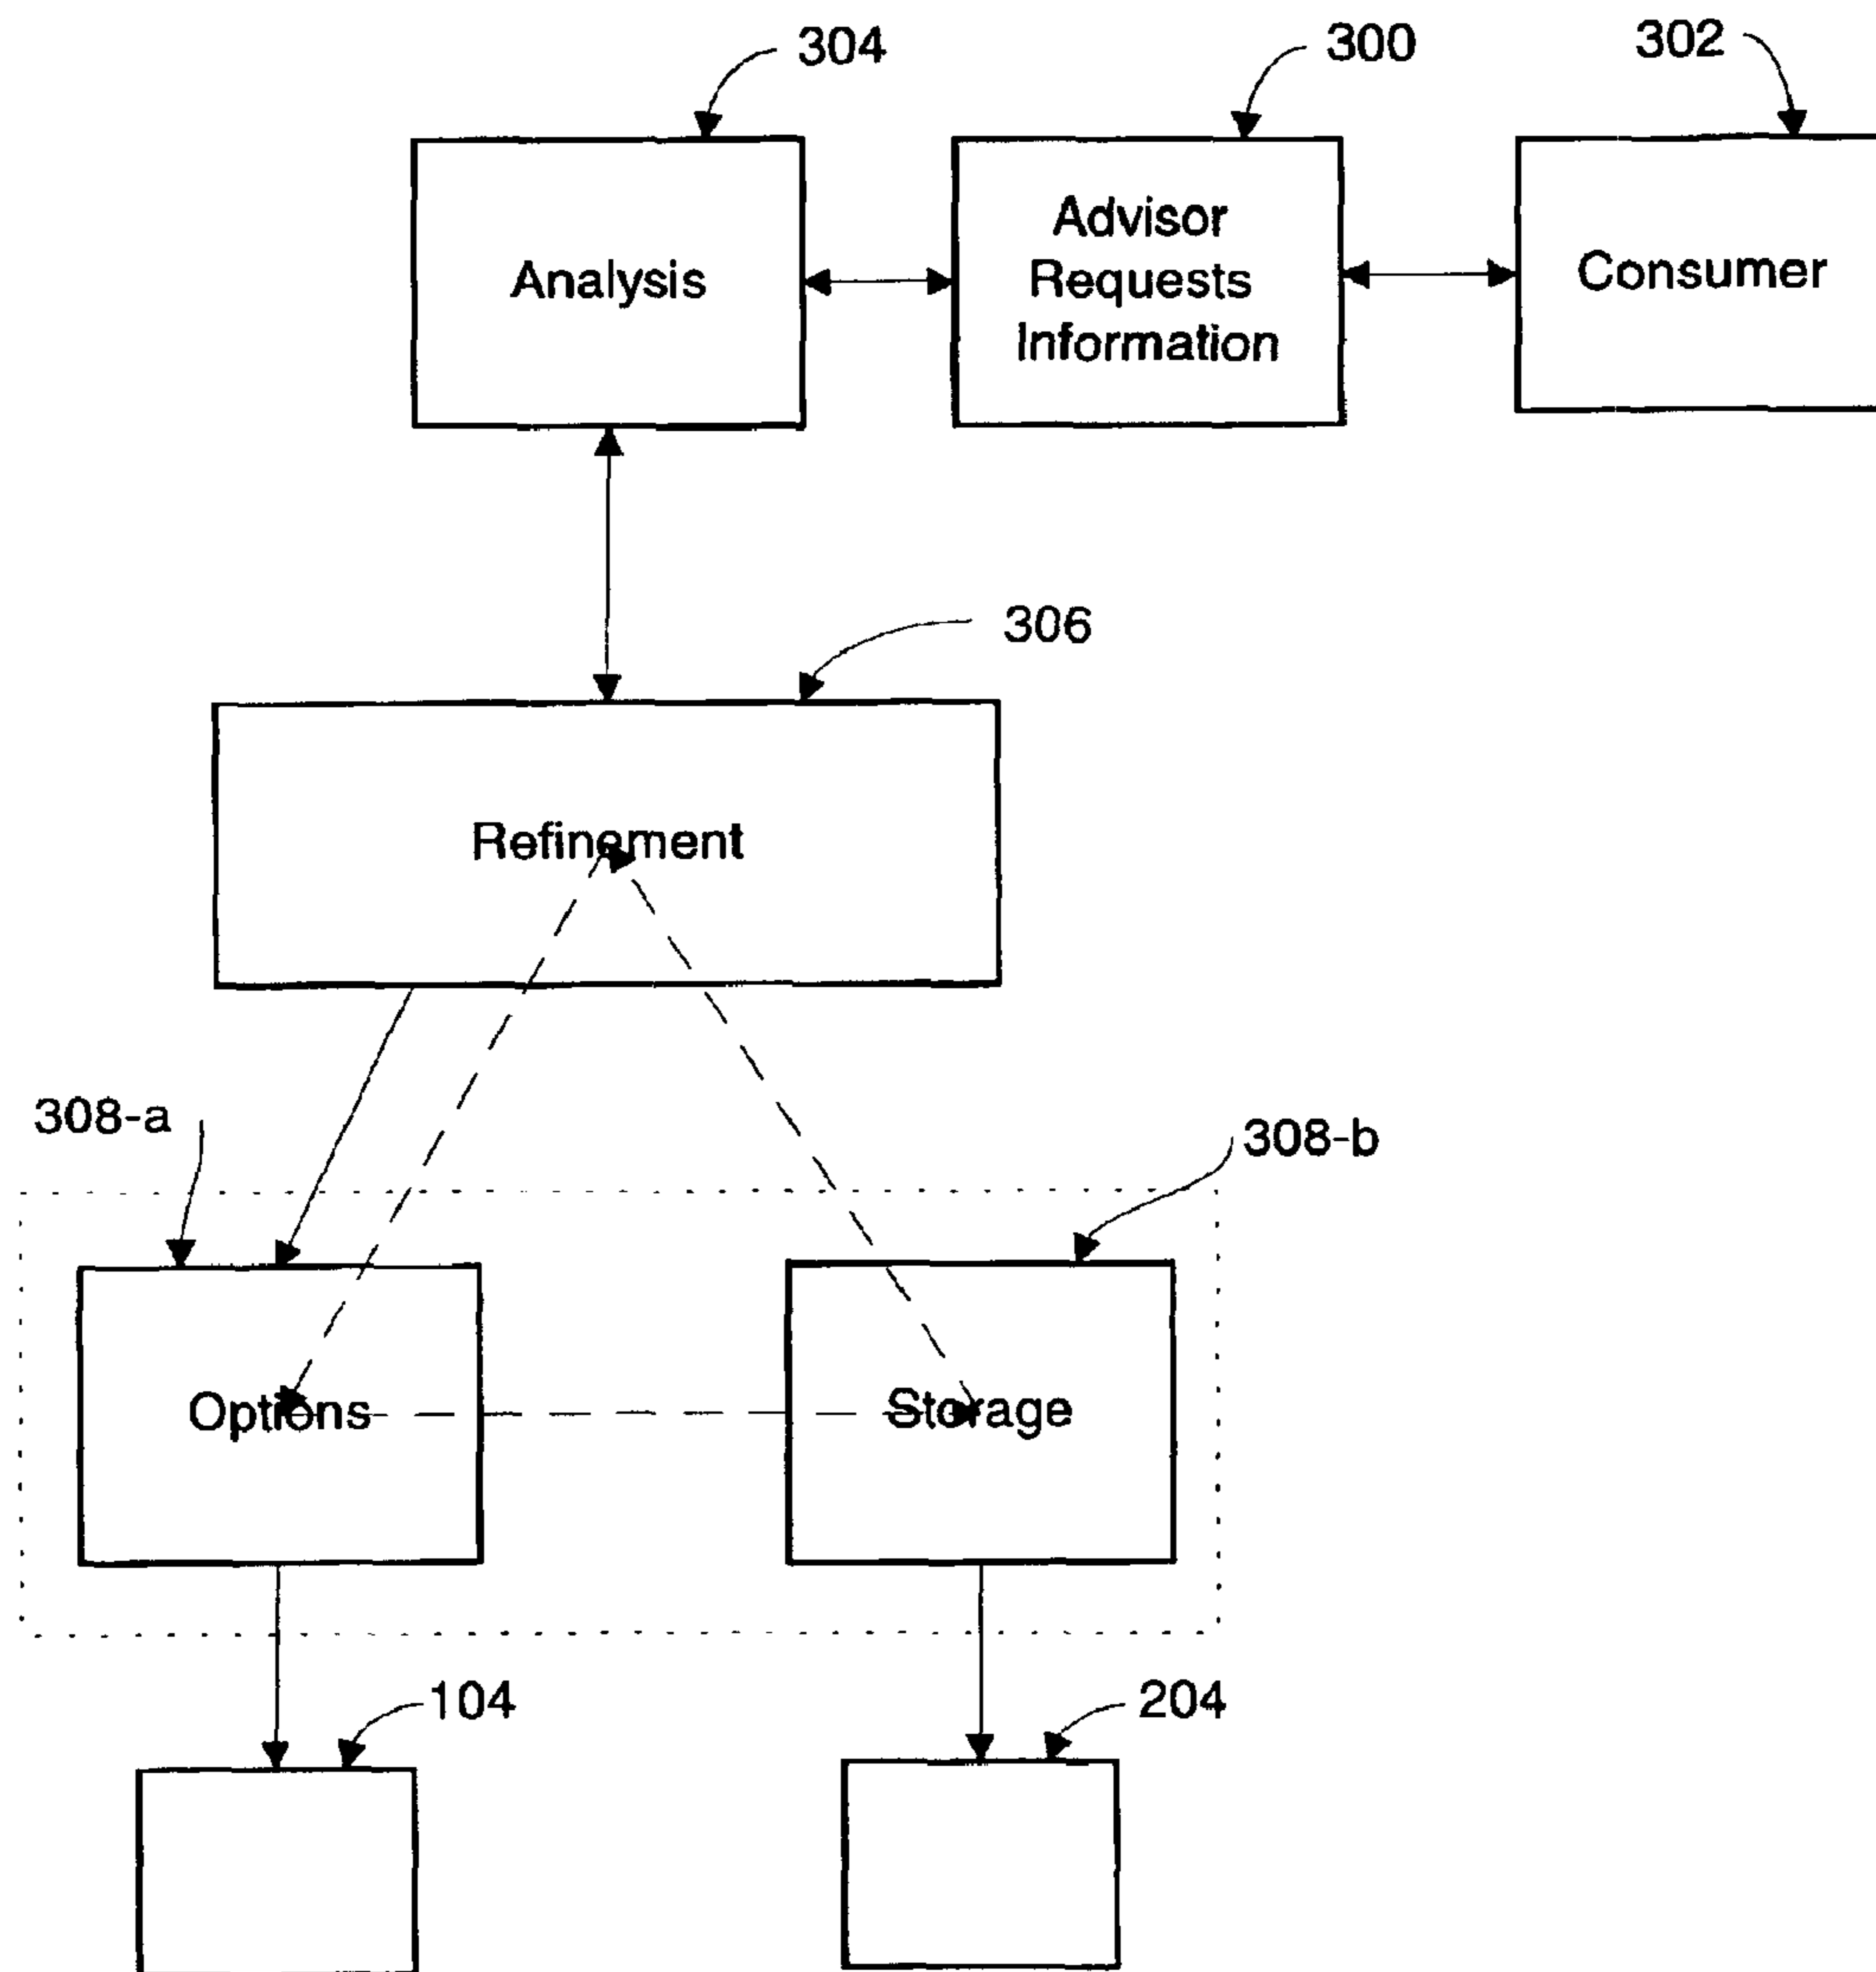 304
300
302
Analysis
Advisor
Requests
Information
Consumer
306
Refinement
308-a
308-b
Options
Storage
104
204